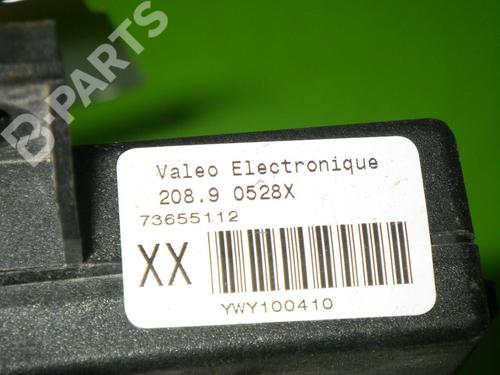 B-PARTS
Valeo Electronique
208.9 0528X
73655112
XX
YWY100410